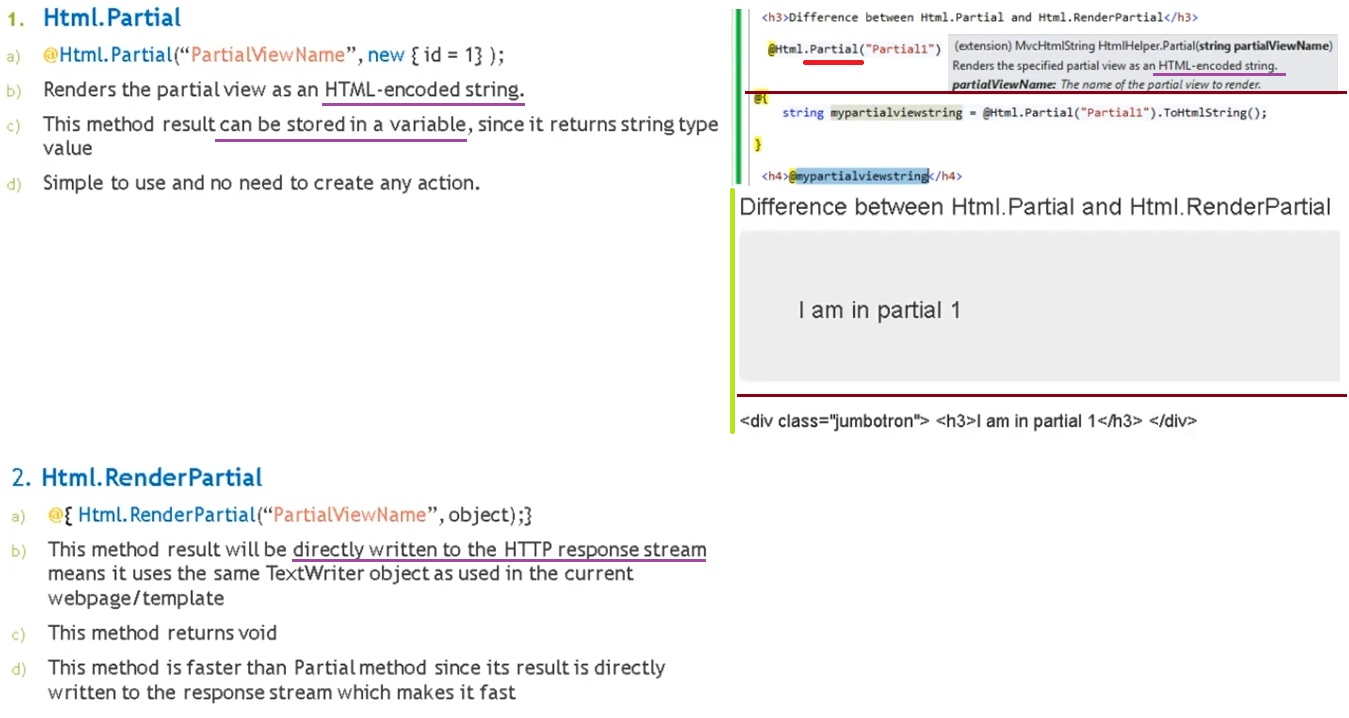 1. Html.Partial
a) @Html.Partial(“PartialViewName”, new { id = 1} );
b) Renders the partial view as an HTML-encoded string.
c) This method result can be stored in a variable, since it returns string type
value
d) Simple to use and no need to create any action.
<h3>Difference between Html.Partial and Html.RenderPartial</h3>
@Html.Partial("Partial1")
(extension) MvcHtmlString HtmlHelper.Partial(string partialViewName)
Renders the specified partial view as an HTML-encoded string.
partialViewName: The name of the partial view to render.
@{
string mypartialviewstring = @Html.Partial("Partial1").ToHtmlString();
}
<h4>@mypartialviewstring</h4>
Difference between Html.Partial and Html.RenderPartial
I am in partial 1
<div class="jumbotron"> <h3>I am in partial 1</h3> </div>
2. Html.RenderPartial
a) @{ Html.RenderPartial(“PartialViewName”, object);}
b) This method result will be directly written to the HTTP response stream
means it uses the same TextWriter object as used in the current
webpage/template
c) This method returns void
d) This method is faster than Partial method since its result is directly
written to the response stream which makes it fast